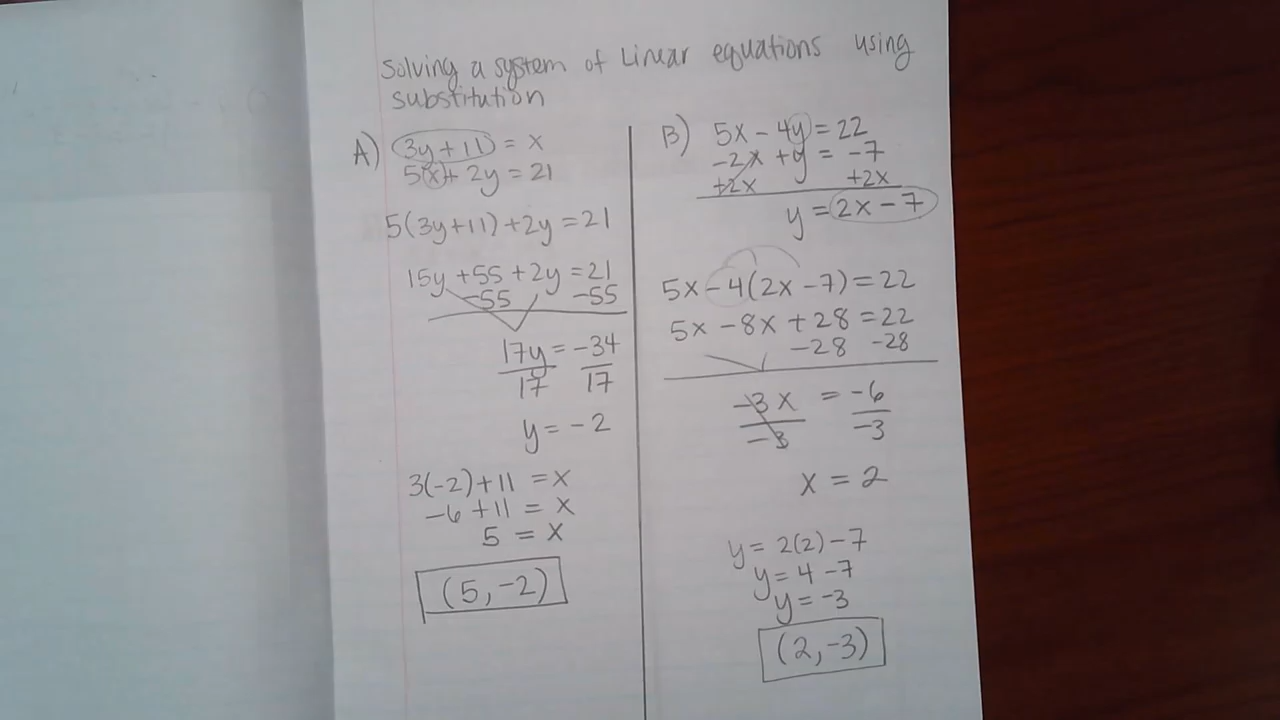 Solving a system of Linear equations using
substitution
A) 3y + 11 = x
5(x) + 2y = 21
5(3y+11) + 2y = 21
15y + 55 + 2y = 21
-55 -55
17y = -34
17 17
y = -2
3(-2) + 11 = x
-6 + 11 = x
5 = x
(5, -2)
B) 5x - 4y = 22
-2x + y = -7
+2x +2x
y = 2x - 7
5x - 4(2x - 7) = 22
5x - 8x + 28 = 22
-28 -28
-3x = -6
-3 -3
x = 2
y = 2(2) - 7
y = 4 - 7
y = -3
(2, -3)